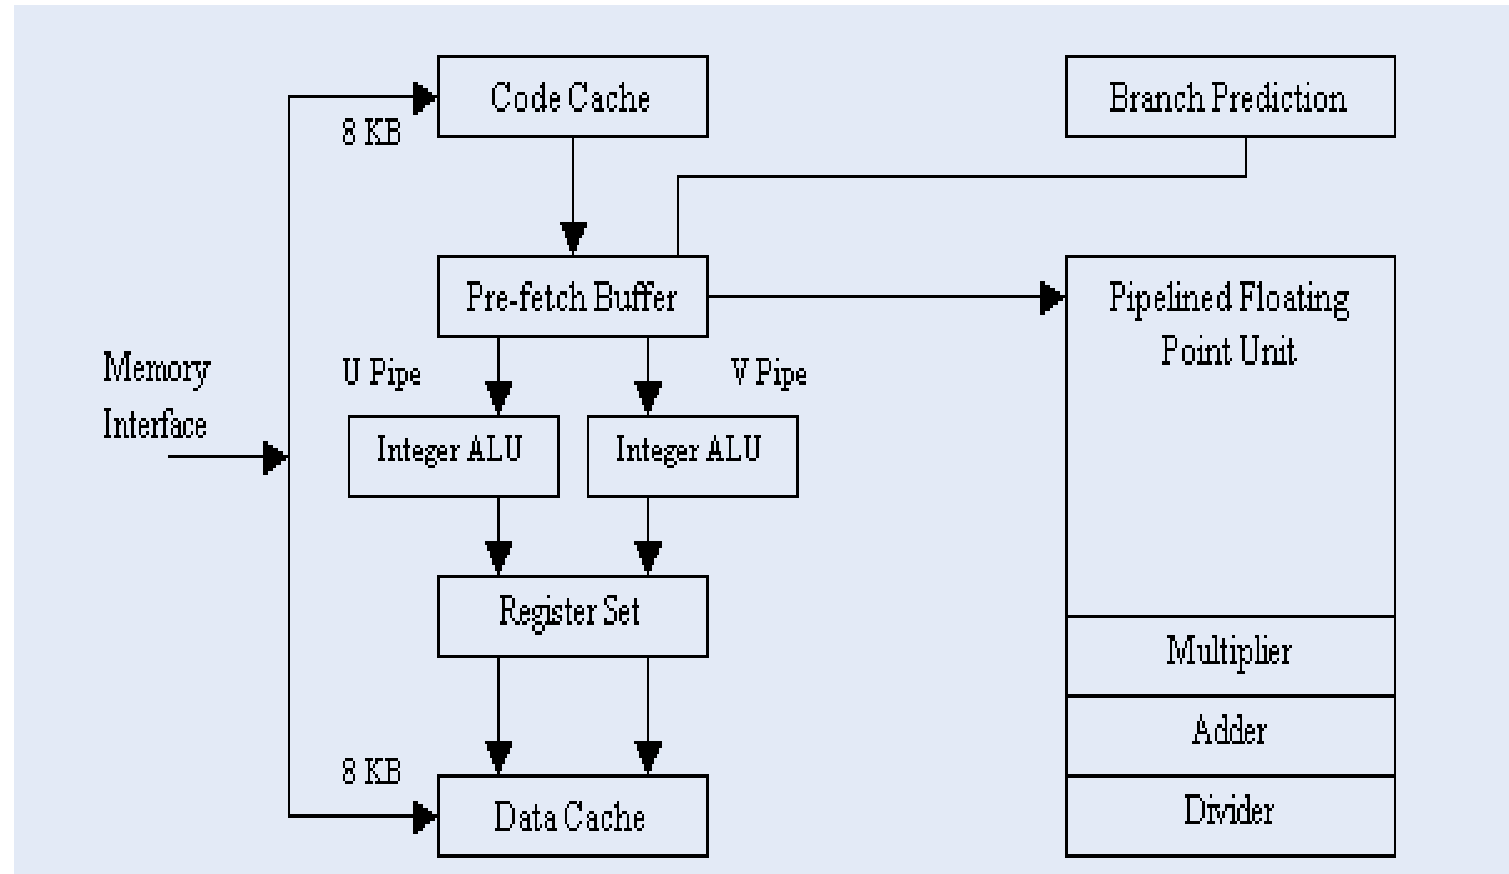 Code Cache
Branch Prediction
8 KB
Pre-fetch Buffer
Pipelined Floating
Point Unit
Memory
Interface
U Pipe
V Pipe
Integer ALU
Integer ALU
Register Set
Multiplier
Adder
8 KB
Data Cache
Divider